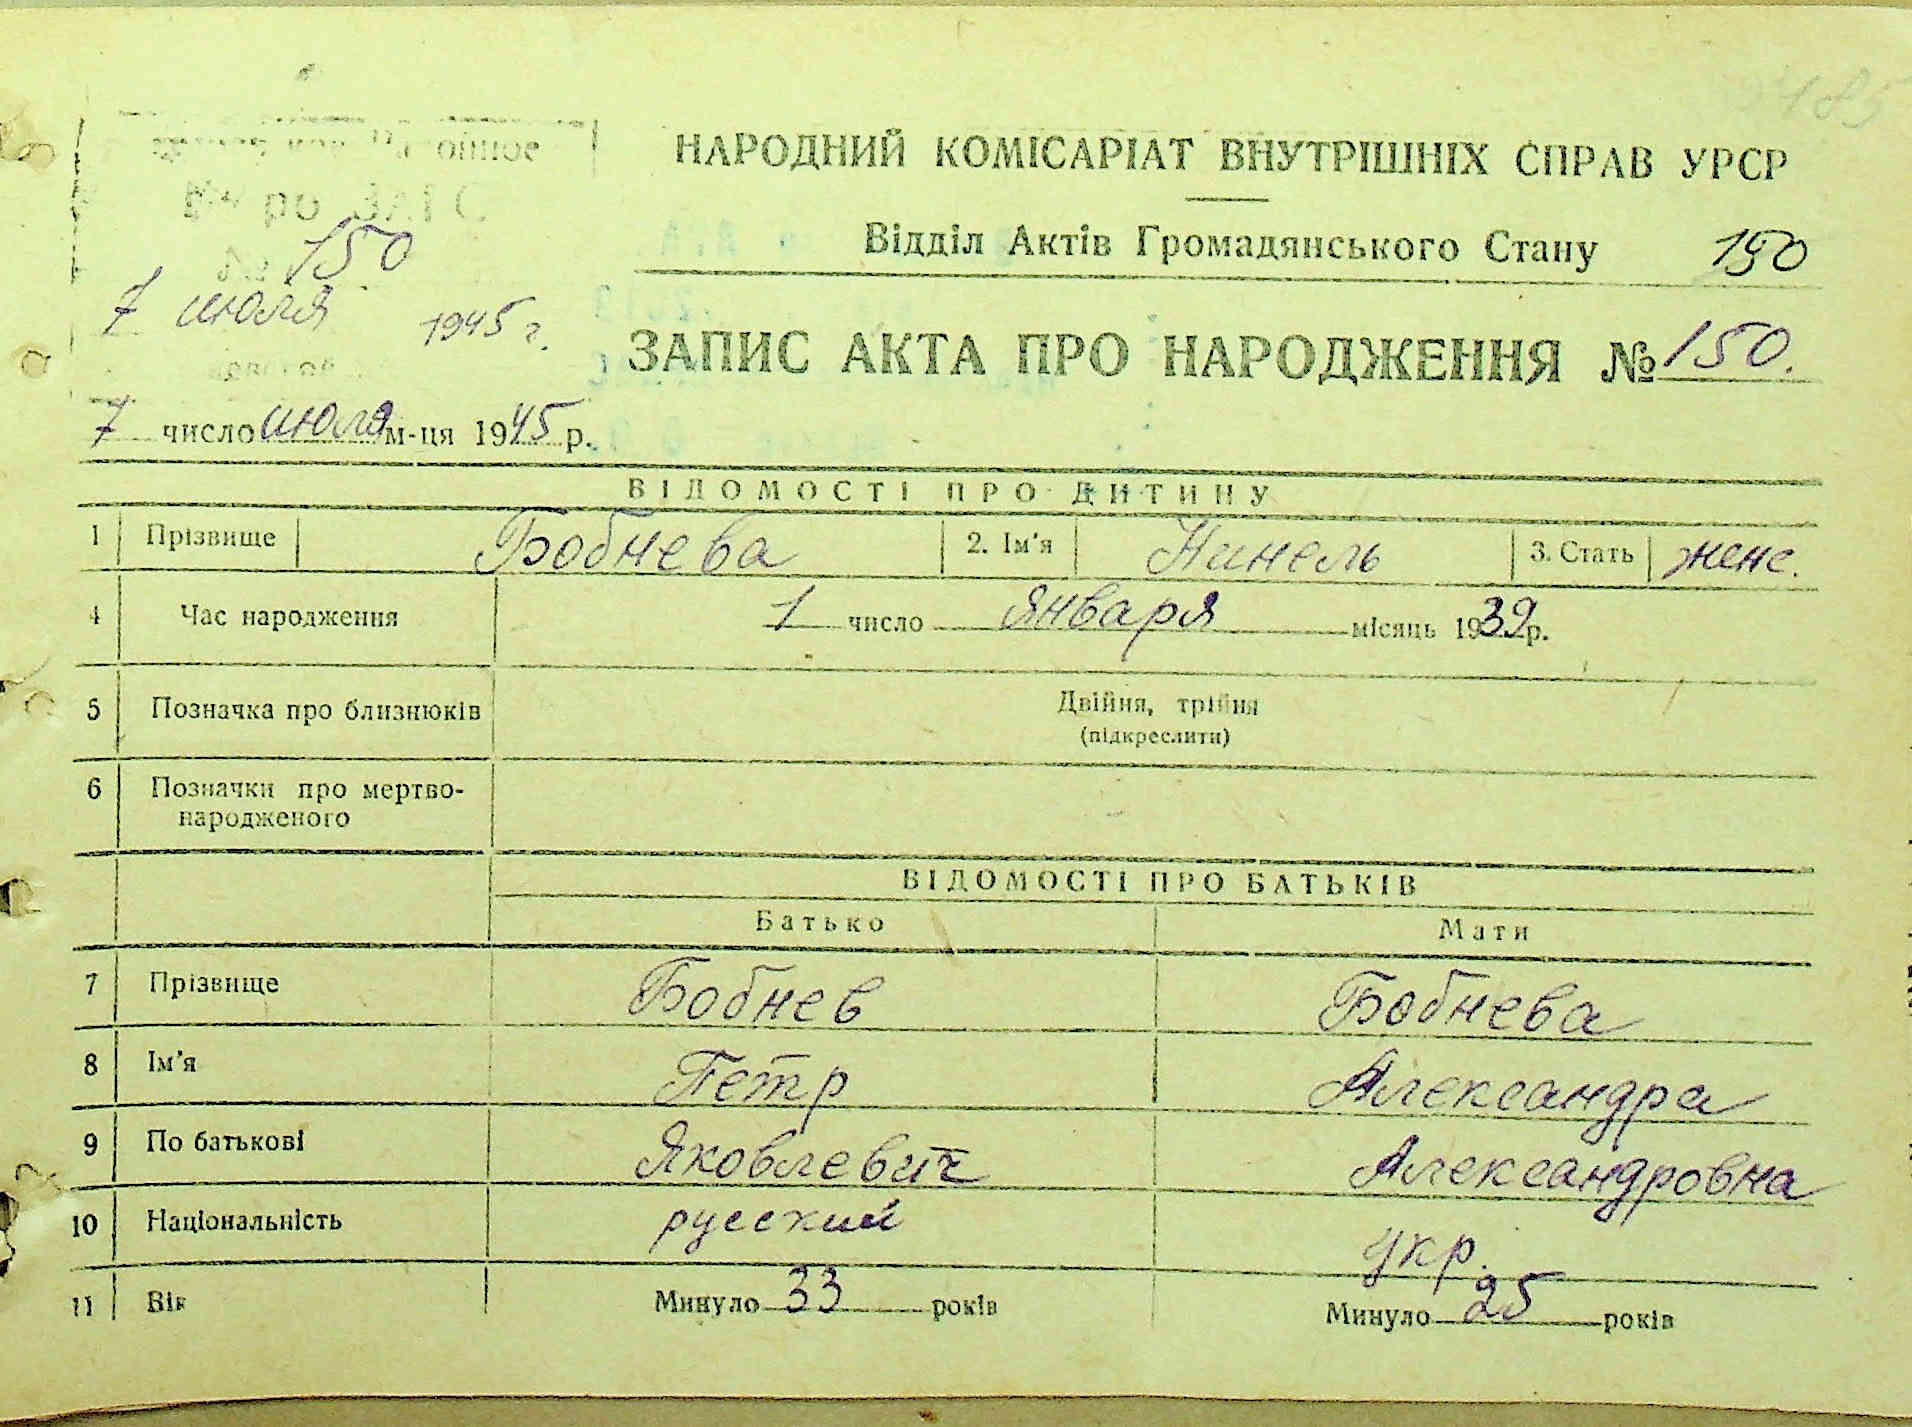 НАРОДНИЙ КОМІСАРІАТ ВНУТРІШНІХ СПРАВ УРСР
Відділ Актів Громадянського Стану 150
150
7 июля 1945 г.
ЗАПИС АКТА ПРО НАРОДЖЕННЯ № 150.
7 число июля м-ця 1945 р.
ВІДОМОСТІ ПРО ДИТИНУ
1 Прізвище Бобнева 2. Ім'я Нинель 3. Стать женс.
4 Час народження 1 число января місяць 1939 р.
5 Позначка про близнюків Двійня, трійня
(підкреслити)
6 Позначки про мертво-
народженого
ВІДОМОСТІ ПРО БАТЬКІВ
Батько Мати
7 Прізвище Бобнев Бобнева
8 Ім'я Петр Александра
9 По батькові Яковлевич Александровна
10 Національність русский укр.
11 Вік Минуло 33 років Минуло 25 років